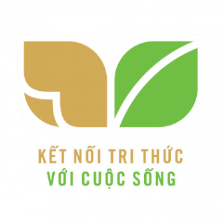 KẾT NỐI TRI THỨC
VỚI CUỘC SỐNG